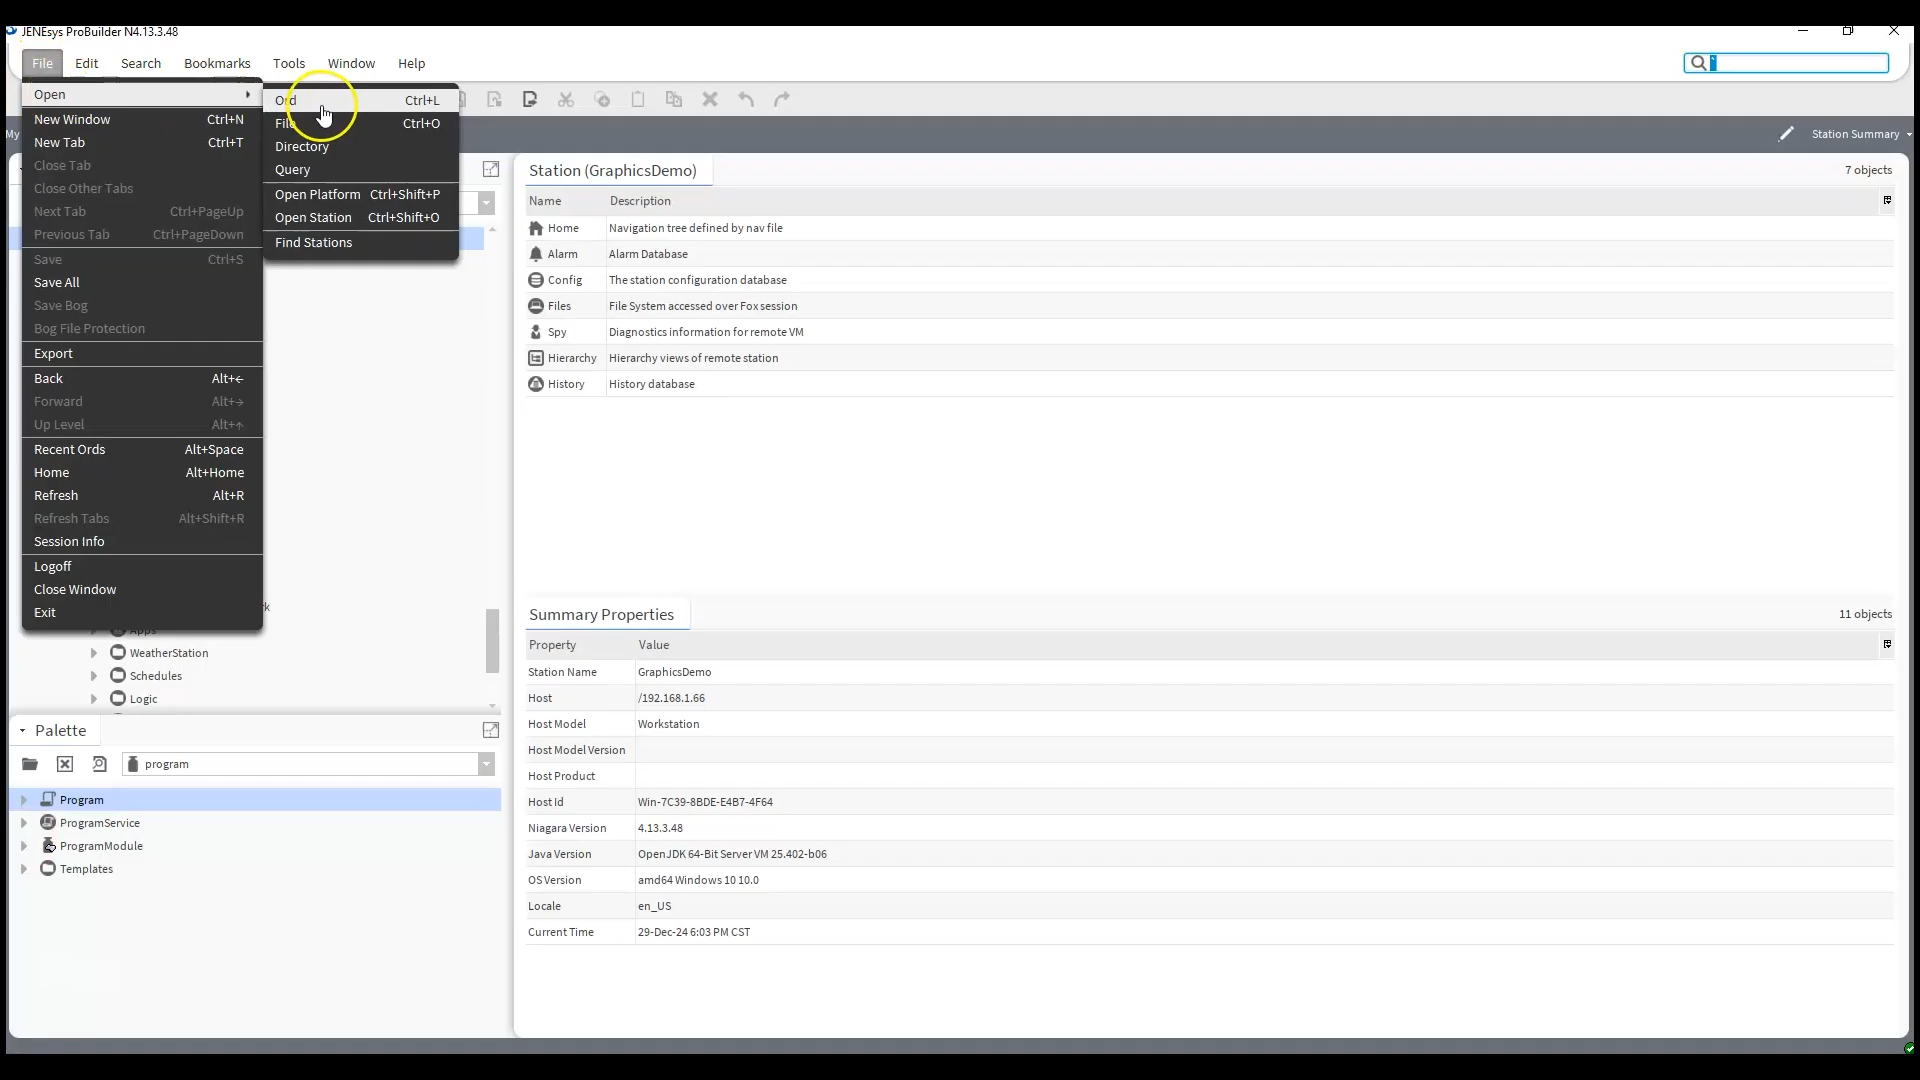 JENEsys ProBuilder N4.13.3.48
File Edit Search Bookmarks Tools Window Help
Open
New Window Ctrl+N
New Tab Ctrl+T
Close Tab
Close Other Tabs
Next Tab Ctrl+PageUp
Previous Tab Ctrl+PageDown
Save Ctrl+S
Save All
Save Bog
Bog File Protection
Export
Back Alt+←
Forward Alt+→
Up Level Alt+↑
Recent Ords Alt+Space
Home Alt+Home
Refresh Alt+R
Refresh Tabs Alt+Shift+R
Session Info
Logoff
Close Window
Exit
Ord Ctrl+L
File Ctrl+O
Directory
Query
Open Platform Ctrl+Shift+P
Open Station Ctrl+Shift+O
Find Stations
My
Station Summary
rk
Apps
WeatherStation
Schedules
Logic
Palette
program
Program
ProgramService
ProgramModule
Templates
Station (GraphicsDemo) 7 objects
Name Description
Home Navigation tree defined by nav file
Alarm Alarm Database
Config The station configuration database
Files File System accessed over Fox session
Spy Diagnostics information for remote VM
Hierarchy Hierarchy views of remote station
History History database
Summary Properties 11 objects
Property Value
Station Name GraphicsDemo
Host /192.168.1.66
Host Model Workstation
Host Model Version
Host Product
Host Id Win-7C39-8BDE-E4B7-4F64
Niagara Version 4.13.3.48
Java Version OpenJDK 64-Bit Server VM 25.402-b06
OS Version amd64 Windows 10 10.0
Locale en_US
Current Time 29-Dec-24 6:03 PM CST